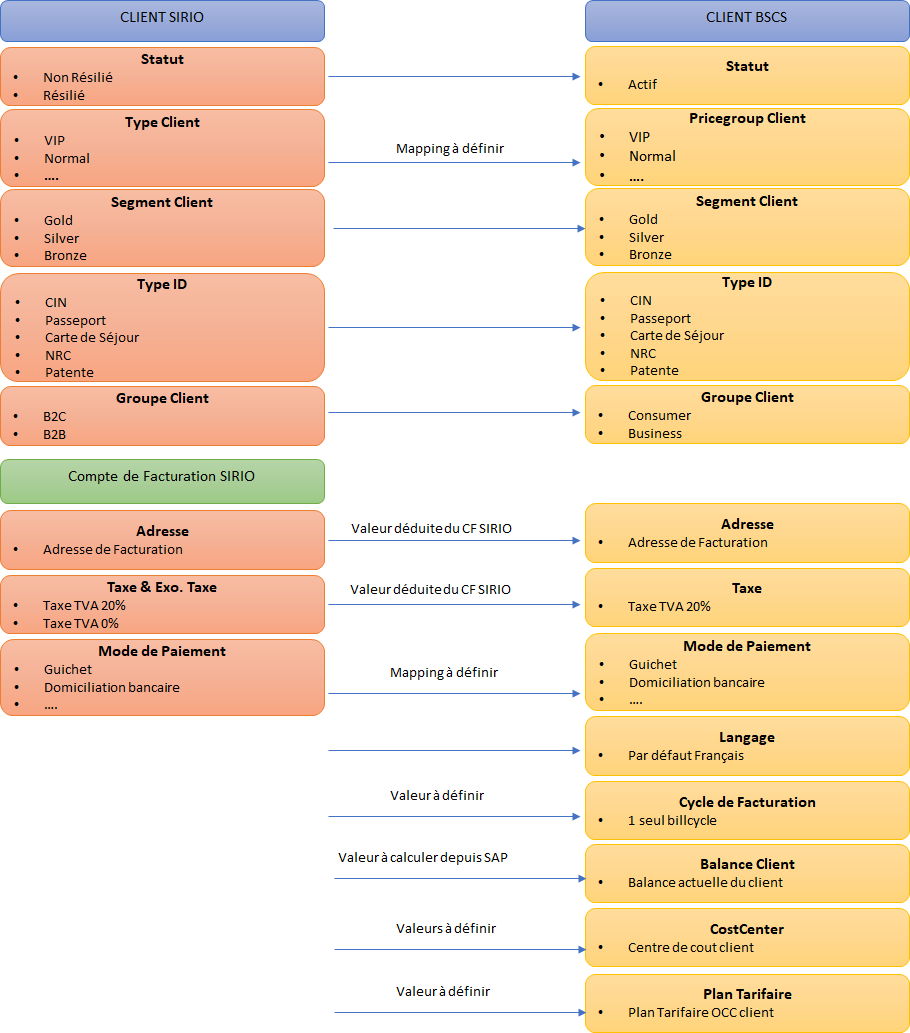 CLIENT SIRIO
CLIENT BSCS
Statut
• Non Résilié
• Résilié
Statut
• Actif
Type Client
• VIP
• Normal
• ....
Mapping à définir
Pricegroup Client
• VIP
• Normal
• ....
Segment Client
• Gold
• Silver
• Bronze
Segment Client
• Gold
• Silver
• Bronze
Type ID
• CIN
• Passeport
• Carte de Séjour
• NRC
• Patente
Type ID
• CIN
• Passeport
• Carte de Séjour
• NRC
• Patente
Groupe Client
• B2C
• B2B
Groupe Client
• Consumer
• Business
Compte de Facturation SIRIO
Adresse
• Adresse de Facturation
Valeur déduite du CF SIRIO
Adresse
• Adresse de Facturation
Taxe & Exo. Taxe
• Taxe TVA 20%
• Taxe TVA 0%
Valeur déduite du CF SIRIO
Taxe
• Taxe TVA 20%
Mode de Paiement
• Guichet
• Domiciliation bancaire
• ....
Mapping à définir
Mode de Paiement
• Guichet
• Domiciliation bancaire
• ....
Langage
• Par défaut Français
Valeur à définir
Cycle de Facturation
• 1 seul billcycle
Valeur à calculer depuis SAP
Balance Client
• Balance actuelle du client
Valeurs à définir
CostCenter
• Centre de cout client
Valeur à définir
Plan Tarifaire
• Plan Tarifaire OCC client